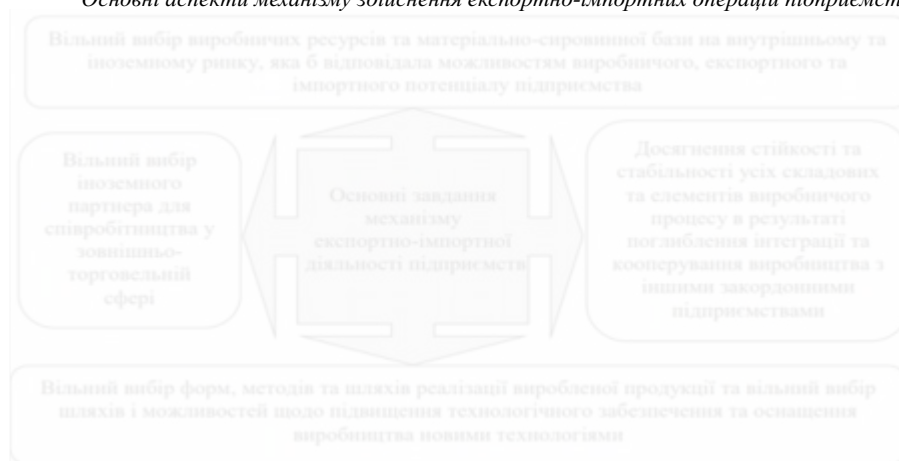 Основні аспекти механізму здійснення експортно-імпортних операцій підприємст
Вільний вибір виробничих ресурсів та матеріально-сировинної бази на внутрішньому та
іноземному ринку, яка б відповідала можливостям виробничого, експортного та
імпортного потенціалу підприємства
Вільний вибір
іноземного
партнера для
співробітництва у
зовнішньо-
торговельній
сфері
Основні завдання
механізму
експортно-імпортної
діяльності підприємств
Досягнення стійкості та
стабільності усіх складових
та елементів виробничого
процесу в результаті
поглиблення інтеграції та
кооперування виробництва з
іншими закордонними
підприємствами
Вільний вибір форм, методів та шляхів реалізації виробленої продукції та вільний вибір
шляхів і можливостей щодо підвищення технологічного забезпечення та оснащення
виробництва новими технологіями